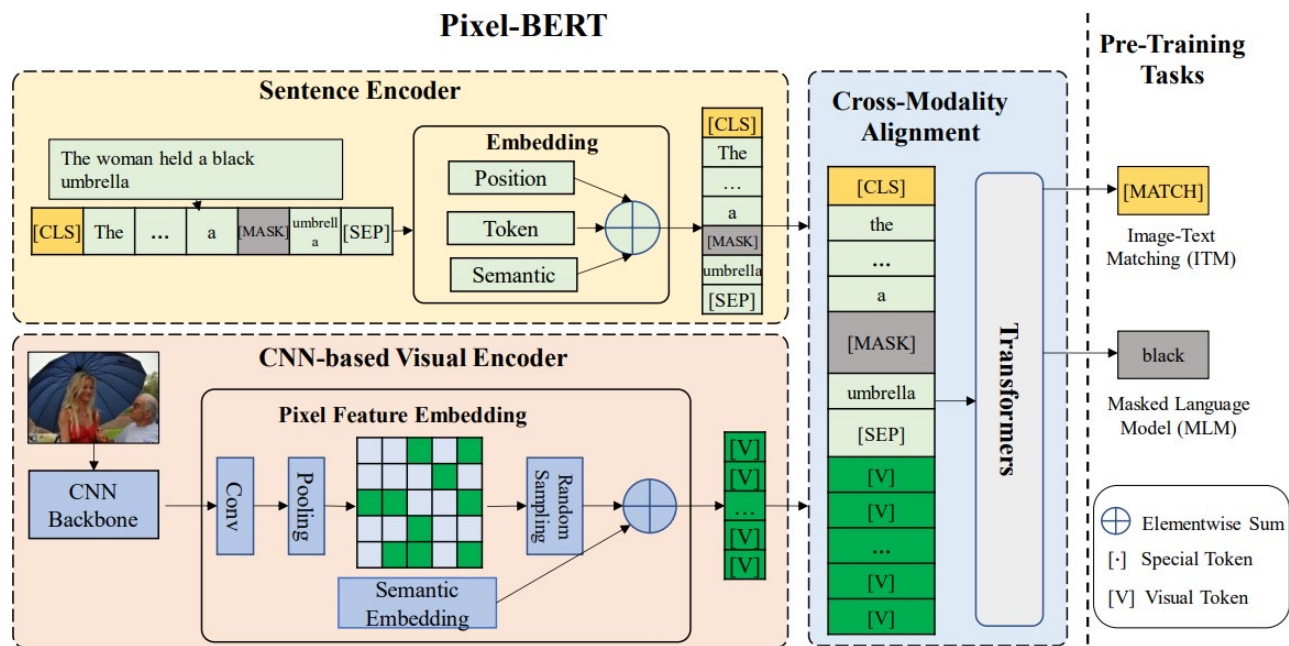 Pixel-BERT
Sentence Encoder
The woman held a black
umbrella
[CLS] The ... a [MASK] umbrell
a [SEP]
Embedding
Position
Token
Semantic
[CLS]
The
...
a
[MASK]
umbrella
[SEP]
CNN-based Visual Encoder
CNN
Backbone
Pixel Feature Embedding
Conv
Pooling
Random
Sampling
Semantic
Embedding
[V]
[V]
...
[V]
[V]
Cross-Modality
Alignment
[CLS]
the
...
a
[MASK]
umbrella
[SEP]
[V]
[V]
...
[V]
[V]
Transformers
Pre-Training
Tasks
[MATCH]
Image-Text
Matching (ITM)
black
Masked Language
Model (MLM)
Elementwise Sum
[·] Special Token
[V] Visual Token